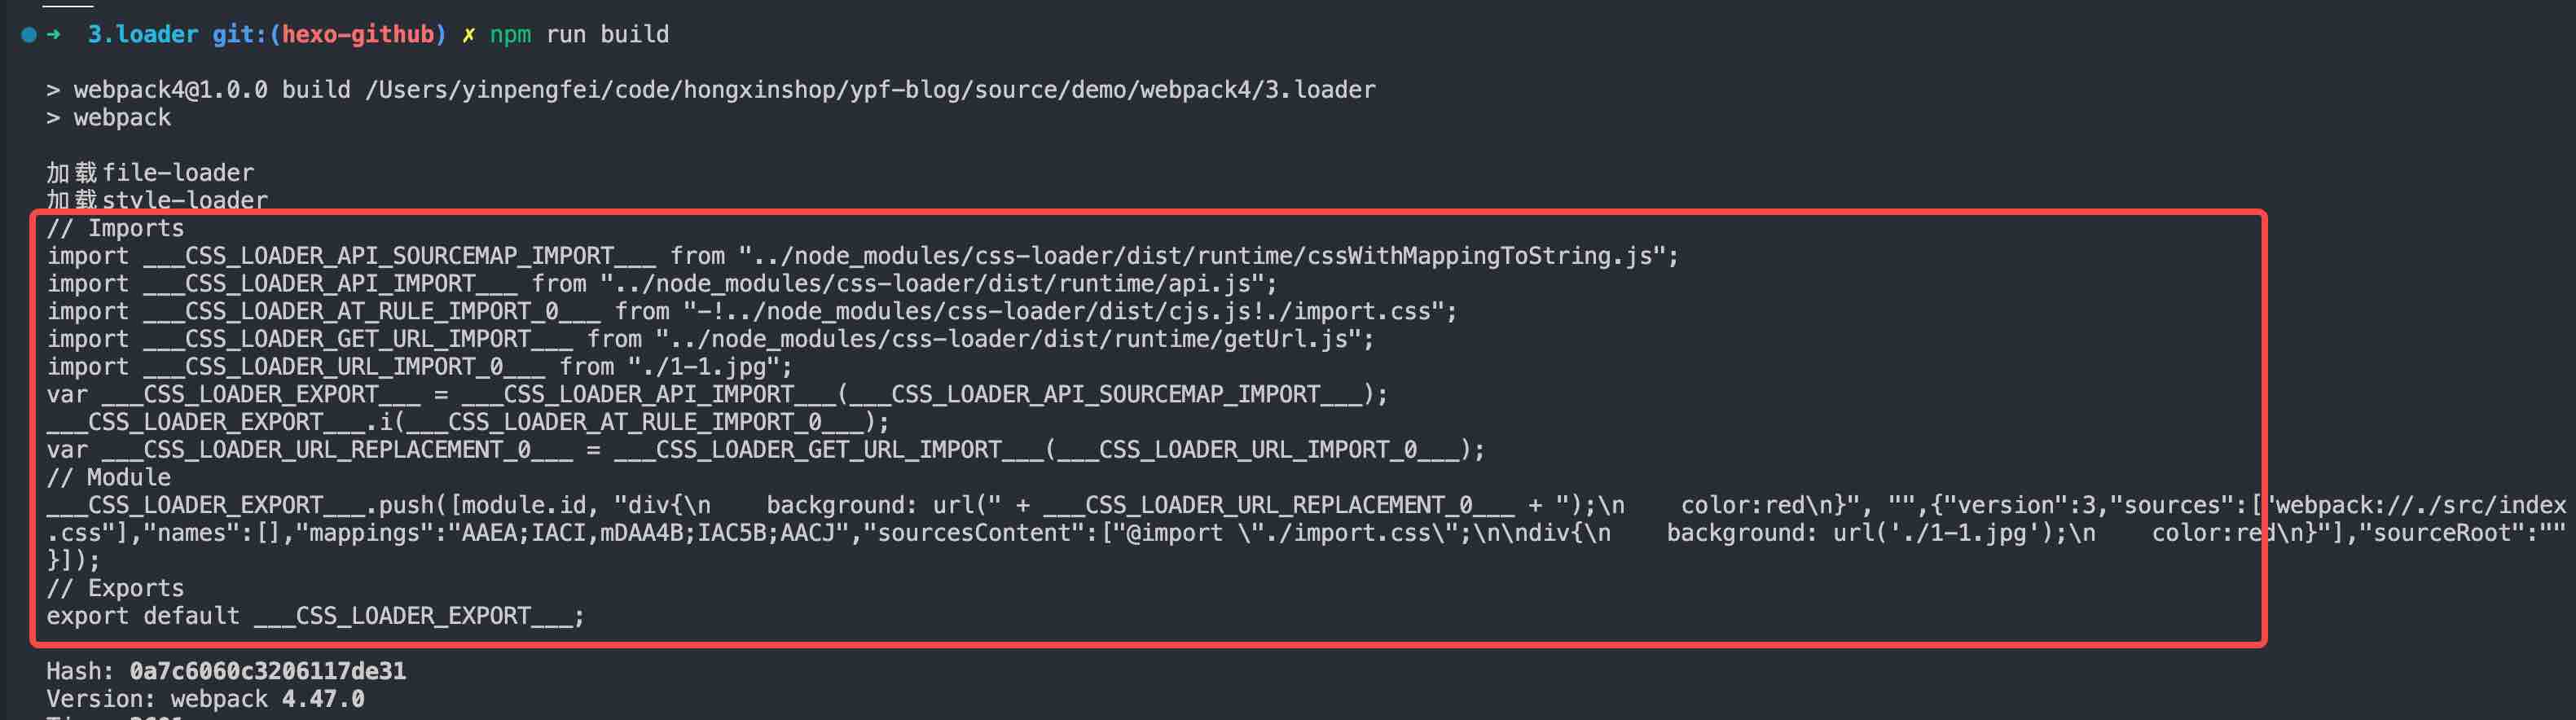 ➜  3.loader git:(hexo-github) ✗ npm run build
> webpack4@1.0.0 build /Users/yinpengfei/code/hongxinshop/ypf-blog/source/demo/webpack4/3.loader
> webpack
加载file-loader
加载style-loader
// Imports
import ___CSS_LOADER_API_SOURCEMAP_IMPORT___ from "../node_modules/css-loader/dist/runtime/cssWithMappingToString.js";
import ___CSS_LOADER_API_IMPORT___ from "../node_modules/css-loader/dist/runtime/api.js";
import ___CSS_LOADER_AT_RULE_IMPORT_0___ from "-!../node_modules/css-loader/dist/cjs.js!./import.css";
import ___CSS_LOADER_GET_URL_IMPORT___ from "../node_modules/css-loader/dist/runtime/getUrl.js";
import ___CSS_LOADER_URL_IMPORT_0___ from "./1-1.jpg";
var ___CSS_LOADER_EXPORT___ = ___CSS_LOADER_API_IMPORT___(___CSS_LOADER_API_SOURCEMAP_IMPORT___);
___CSS_LOADER_EXPORT___.i(___CSS_LOADER_AT_RULE_IMPORT_0___);
var ___CSS_LOADER_URL_REPLACEMENT_0___ = ___CSS_LOADER_GET_URL_IMPORT___(___CSS_LOADER_URL_IMPORT_0___);
// Module
___CSS_LOADER_EXPORT___.push([module.id, "div{\n    background: url(" + ___CSS_LOADER_URL_REPLACEMENT_0___ + ");\n    color:red\n}", "",{"version":3,"sources":["webpack://./src/index
.css"],"names":[],"mappings":"AAEA;IACI,mDAA4B;IAC5B;AACJ","sourcesContent":["@import \"./import.css\";\n\ndiv{\n    background: url('./1-1.jpg');\n    color:red\n}"],"sourceRoot":""
}]);
// Exports
export default ___CSS_LOADER_EXPORT___;
Hash: 0a7c6060c3206117de31
Version: webpack 4.47.0